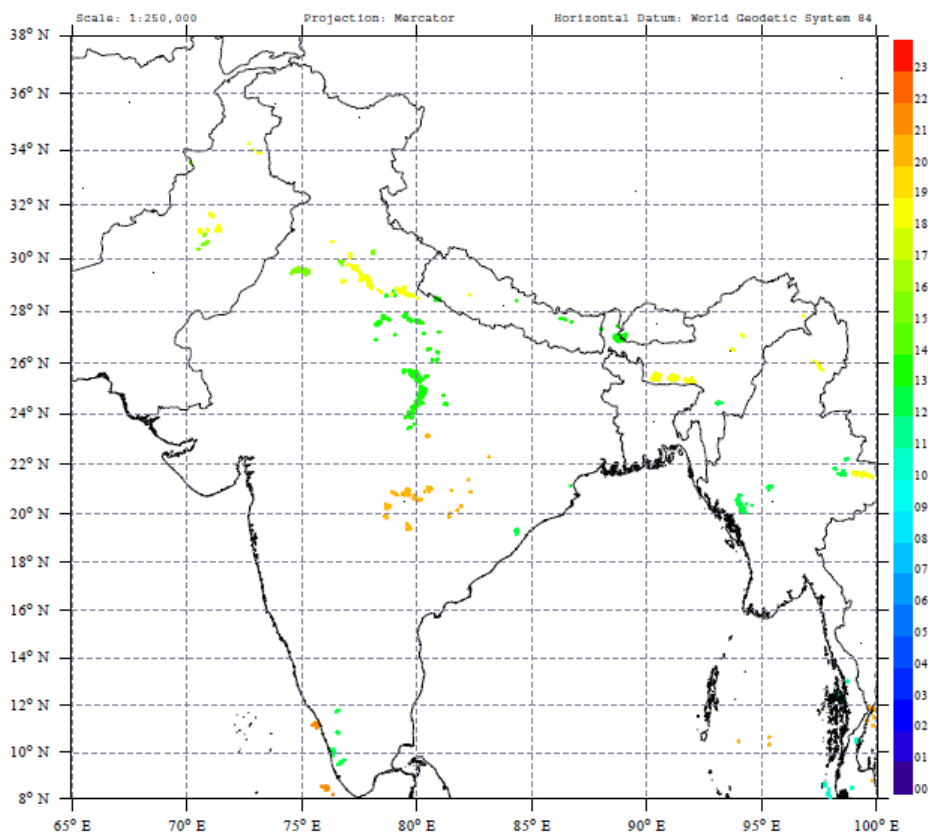 Scale: 1:250,000 Projection: Mercator Horizontal Datum: World Geodetic System 84
38° N
36° N
34° N
32° N
30° N
28° N
26° N
24° N
22° N
20° N
18° N
16° N
14° N
12° N
10° N
8° N
65° E 70° E 75° E 80° E 85° E 90° E 95° E 100° E
23
22
21
20
19
18
17
16
15
14
13
12
11
10
09
08
07
06
05
04
03
02
01
00